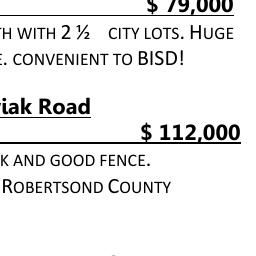 $ 79,000
TH WITH 2 ½ CITY LOTS. HUGE
E. CONVENIENT TO BISD!
iak Road
$ 112,000
K AND GOOD FENCE.
ROBERTSOND COUNTY